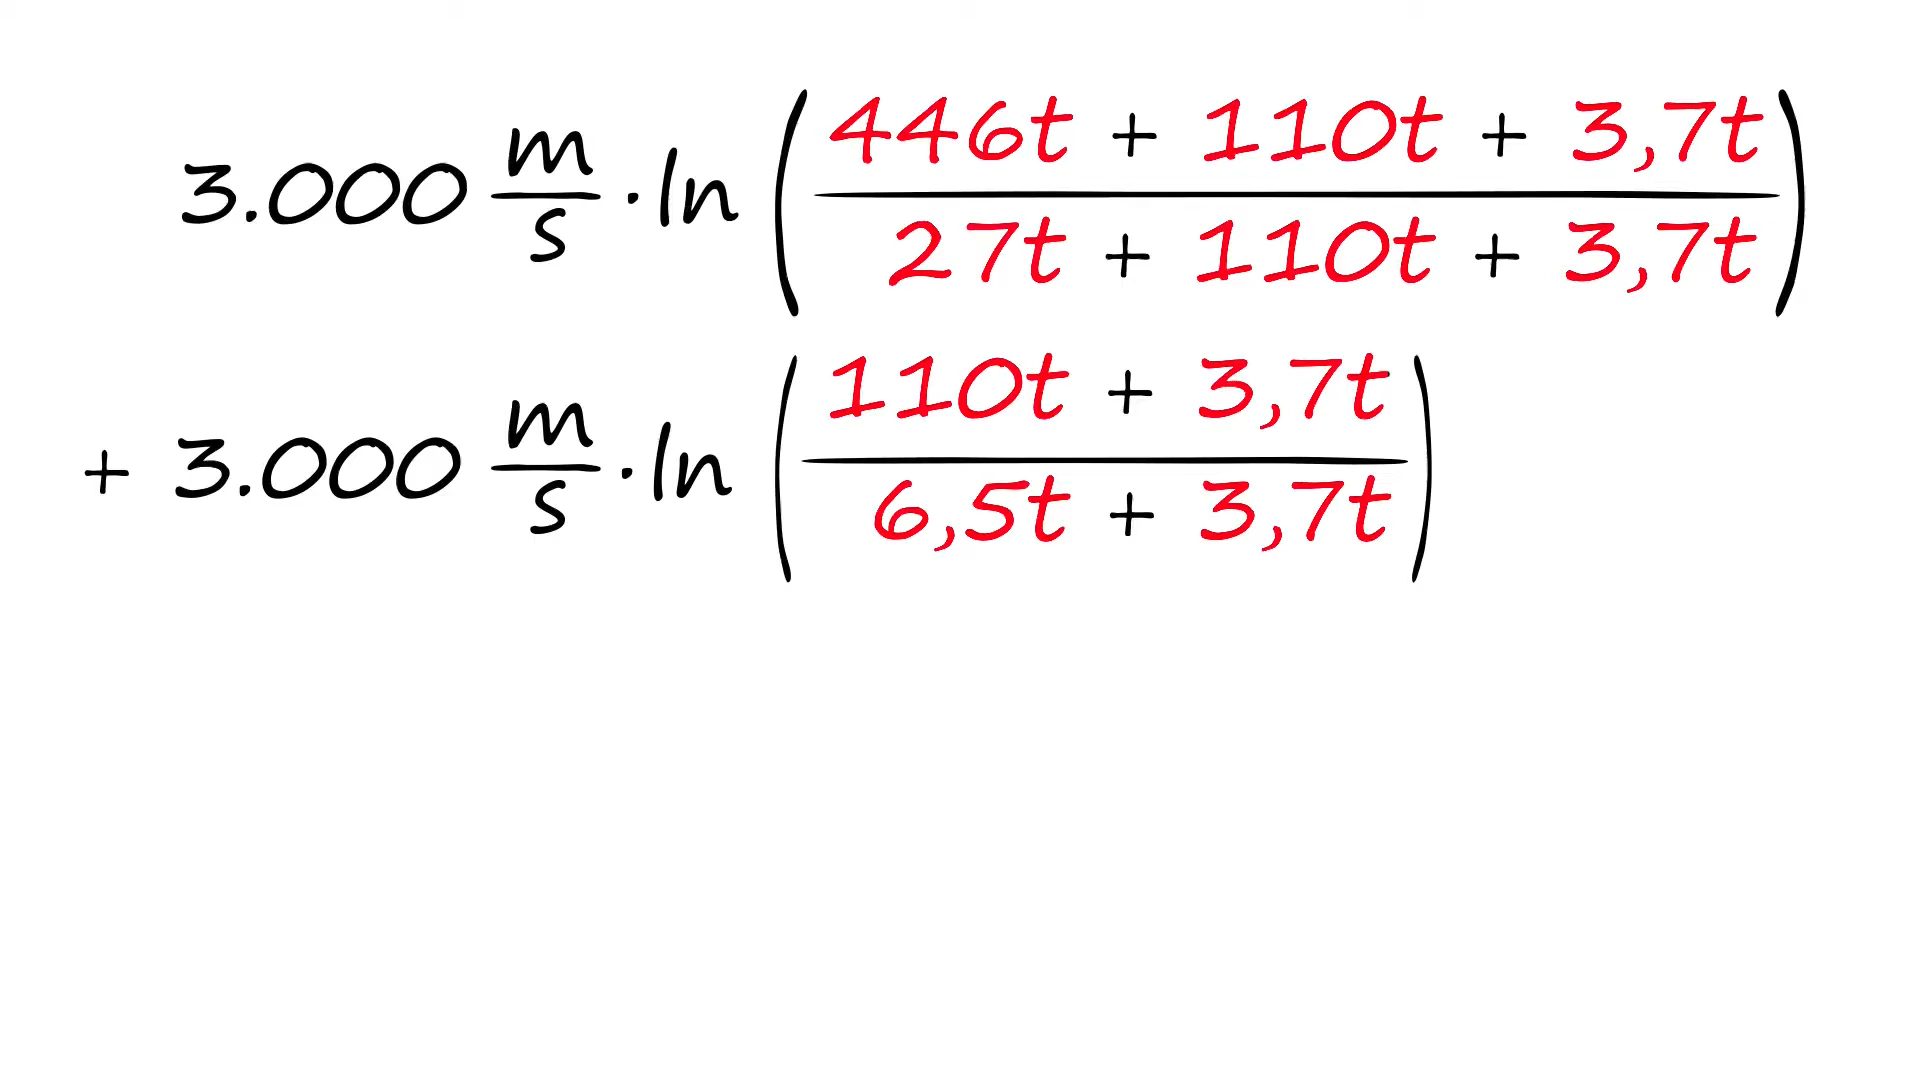 3.000 m/s · ln ( 446t + 110t + 3,7t / 27t + 110t + 3,7t )
+ 3.000 m/s · ln ( 110t + 3,7t / 6,5t + 3,7t )